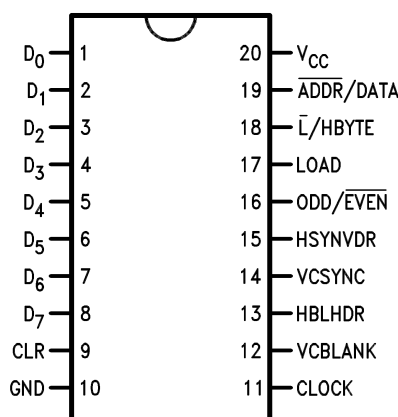 D0 1 20 VCC
D1 2 19 ADDR/DATA
D2 3 18 L/HBYTE
D3 4 17 LOAD
D4 5 16 ODD/EVEN
D5 6 15 HSYNVDR
D6 7 14 VCSYNC
D7 8 13 HBLHDR
CLR 9 12 VCBLANK
GND 10 11 CLOCK